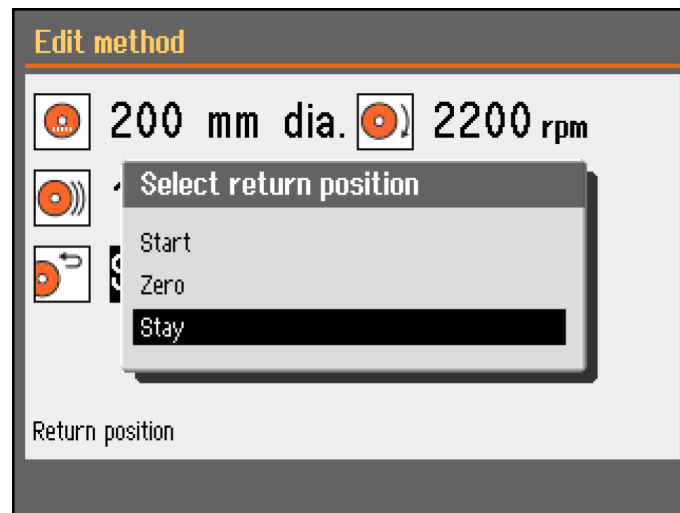 Edit method
200 mm dia. 2200 rpm
Select return position
Start
Zero
Stay
Return position